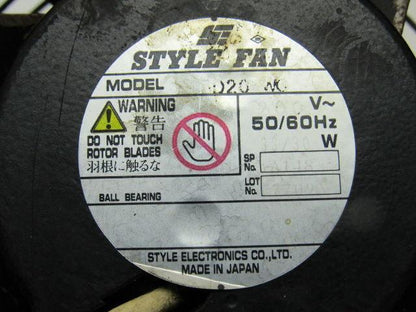 STYLE FAN
MODEL
WARNING
警告
DO NOT TOUCH
ROTOR BLADES
羽根に触るな
V~
50/60Hz
W
SP
No.
LOT
No.
BALL BEARING
STYLE ELECTRONICS CO.,LTD.
MADE IN JAPAN